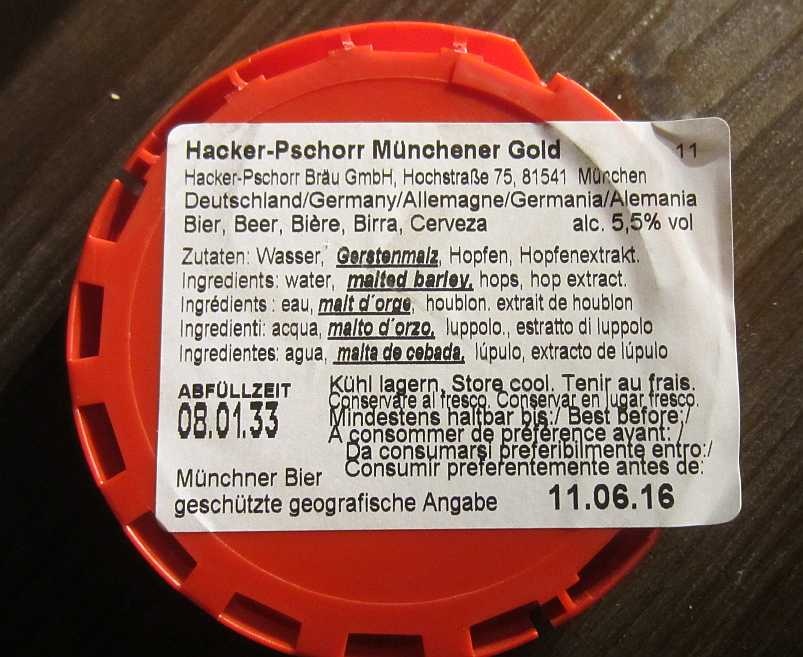 Hacker-Pschorr Münchener Gold 11
Hacker-Pschorr Bräu GmbH, Hochstraße 75, 81541 München
Deutschland/Germany/Allemagne/Germania/Alemania
Bier, Beer, Bière, Birra, Cerveza alc. 5,5% vol
Zutaten: Wasser, Gerstenmalz, Hopfen, Hopfenextrakt.
Ingredients: water, malted barley, hops, hop extract.
Ingrédients : eau, malt d´orge, houblon. extrait de houblon
Ingredienti: acqua, malto d´orzo, luppolo., estratto di luppolo
Ingredientes: agua, malta de cebada, lúpulo, extracto de lúpulo
ABFÜLLZEIT
08.01.33
Kühl lagern, Store cool. Tenir au frais.
Conservare al fresco. Conservar en lugar fresco.
Mindestens haltbar bis:/ Best before:/
A consommer de préférence avant: /
Da consumarsi preferibilmente entro:/
Consumir preferentemente antes de:
Münchner Bier
geschützte geografische Angabe 11.06.16